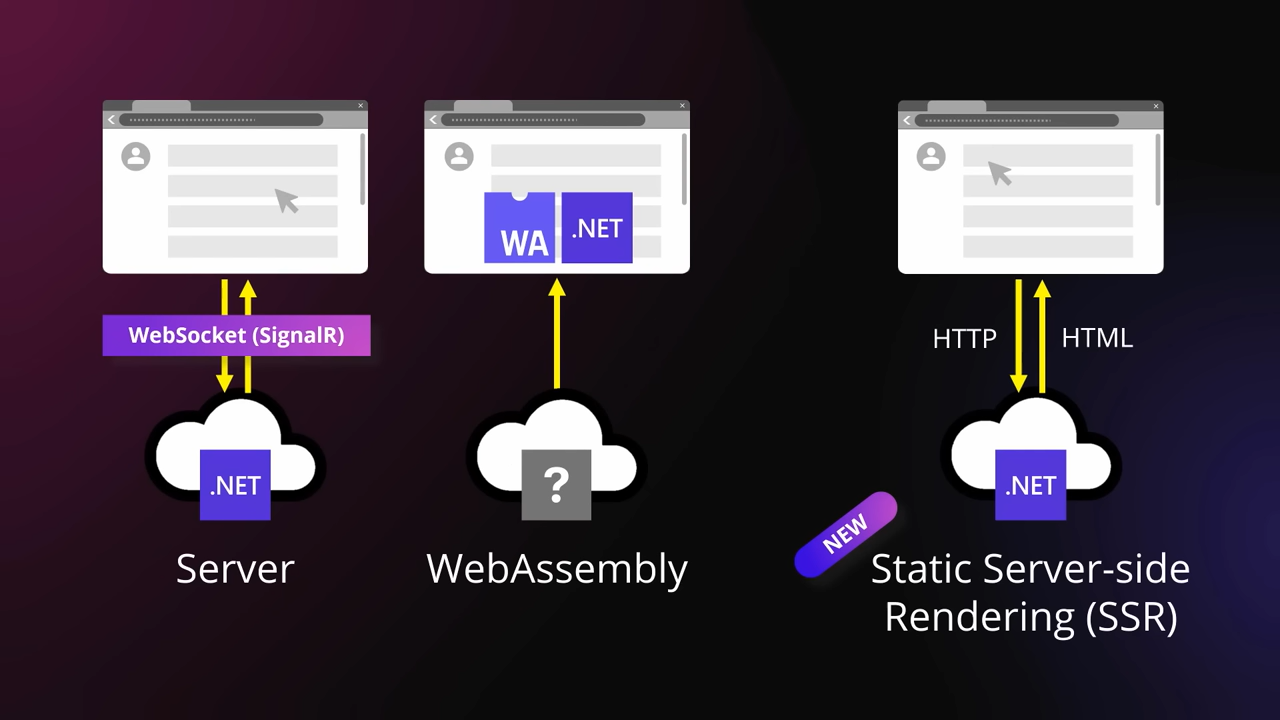 WA
.NET
WebSocket (SignalR)
HTTP
HTML
.NET
?
.NET
NEW
Server
WebAssembly
Static Server-side
Rendering (SSR)